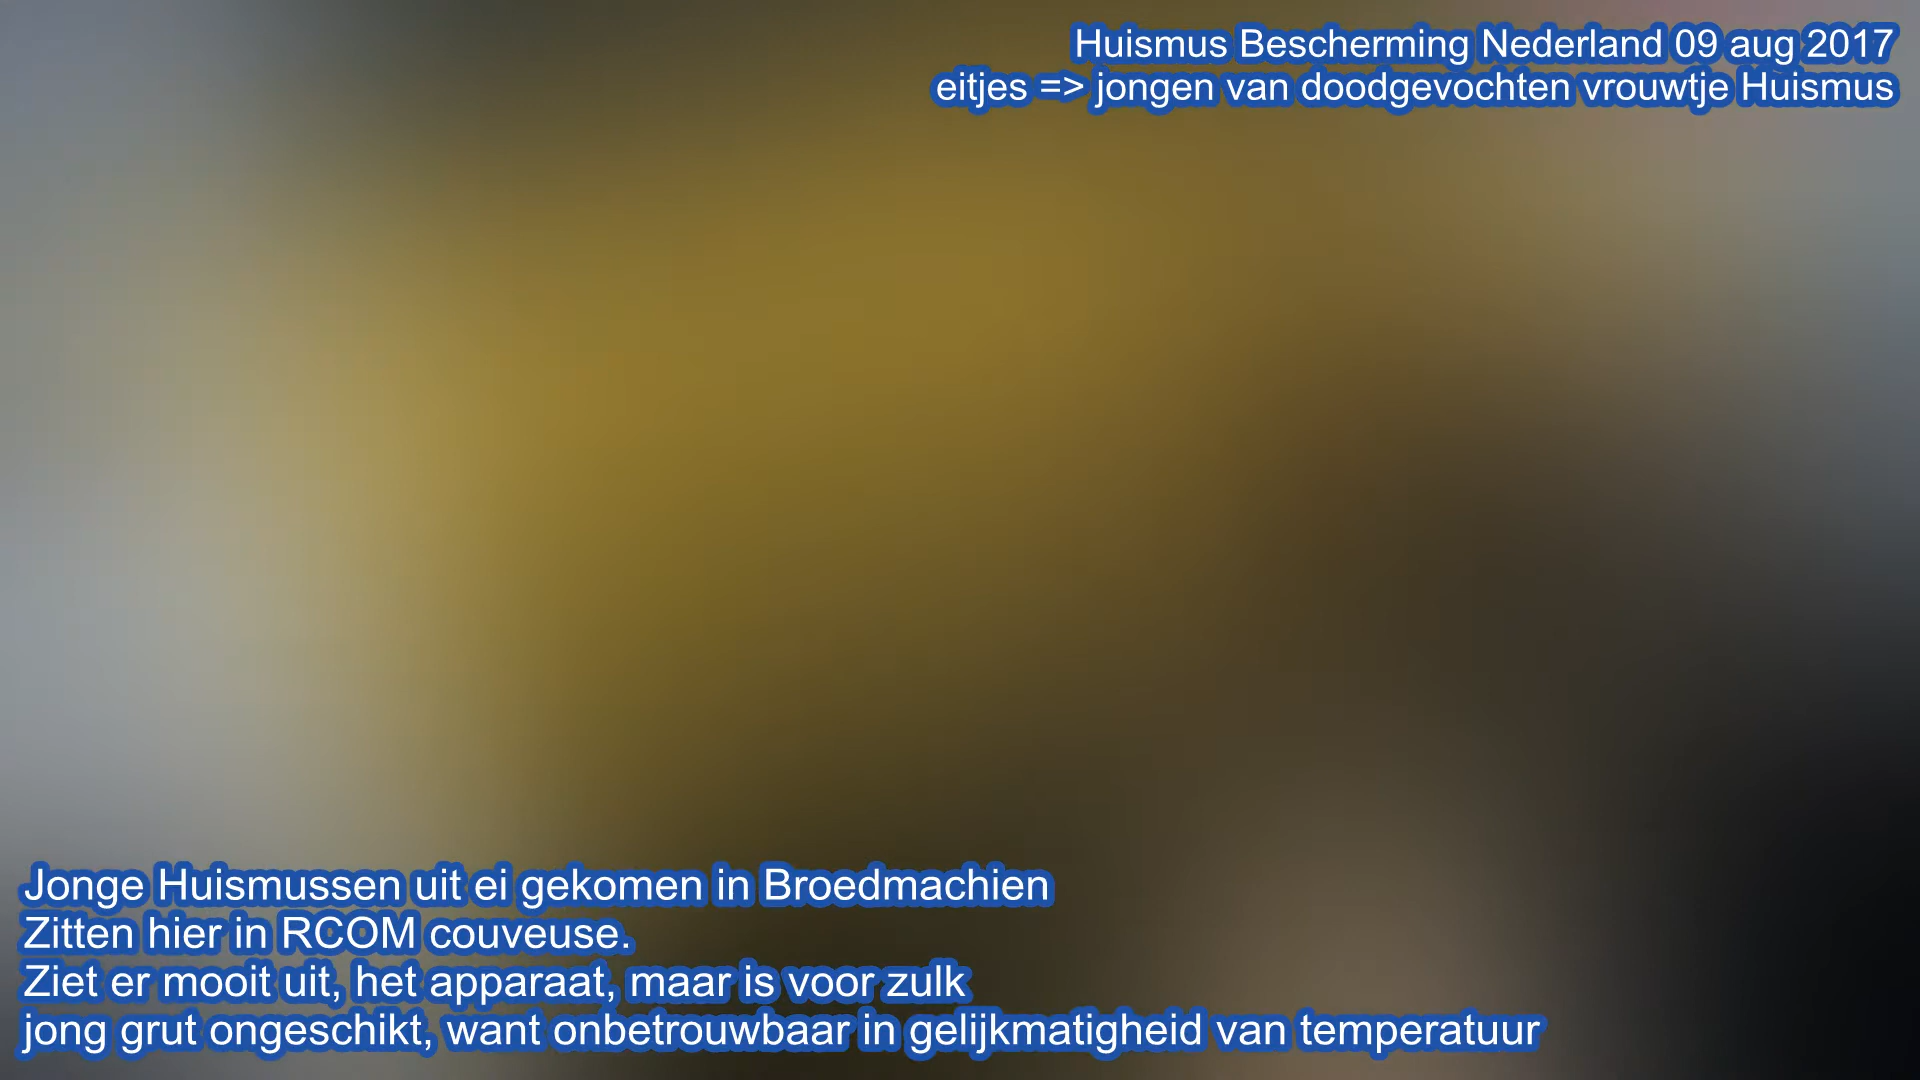 Huismus Bescherming Nederland 09 aug 2017
eitjes => jongen van doodgevochten vrouwtje Huismus
Jonge Huismussen uit ei gekomen in Broedmachien
Zitten hier in RCOM couveuse.
Ziet er mooit uit, het apparaat, maar is voor zulk
jong grut ongeschikt, want onbetrouwbaar in gelijkmatigheid van temperatuur